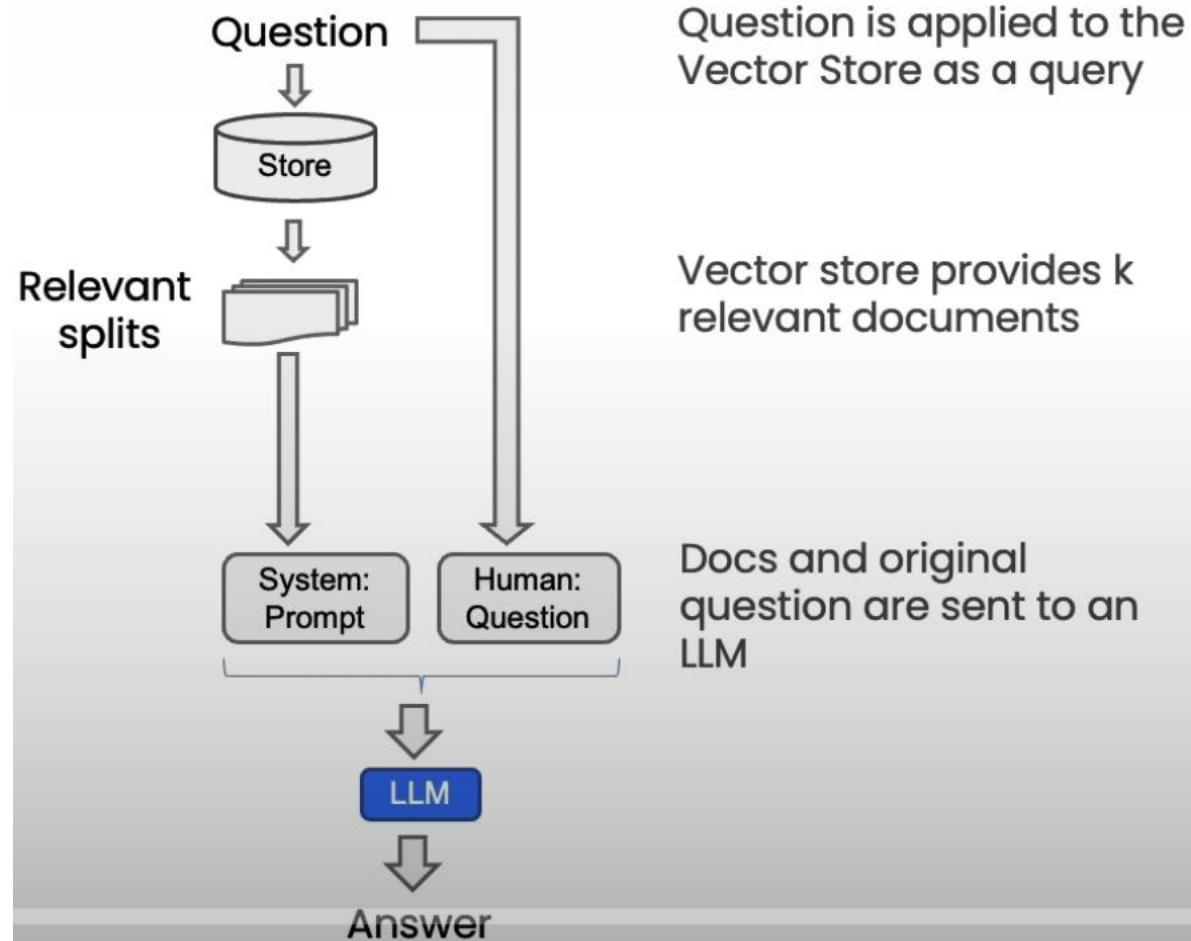 Question
Question is applied to the
Vector Store as a query
Store
Relevant
splits
Vector store provides k
relevant documents
System:
Prompt
Human:
Question
Docs and original
question are sent to an
LLM
LLM
Answer